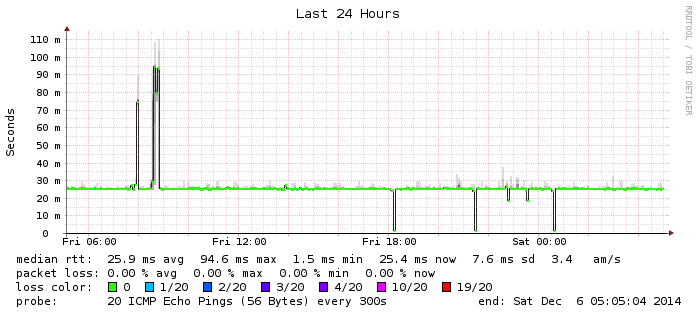 Last 24 Hours
RRDTOOL / TOBI OETIKER
Seconds
110 m
100 m
90 m
80 m
70 m
60 m
50 m
40 m
30 m
20 m
10 m
0
Fri 06:00 Fri 12:00 Fri 18:00 Sat 00:00
median rtt: 25.9 ms avg 94.6 ms max 1.5 ms min 25.4 ms now 7.6 ms sd 3.4 am/s
packet loss: 0.00 % avg 0.00 % max 0.00 % min 0.00 % now
loss color: 0 1/20 2/20 3/20 4/20 10/20 19/20
probe: 20 ICMP Echo Pings (56 Bytes) every 300s end: Sat Dec 6 05:05:04 2014